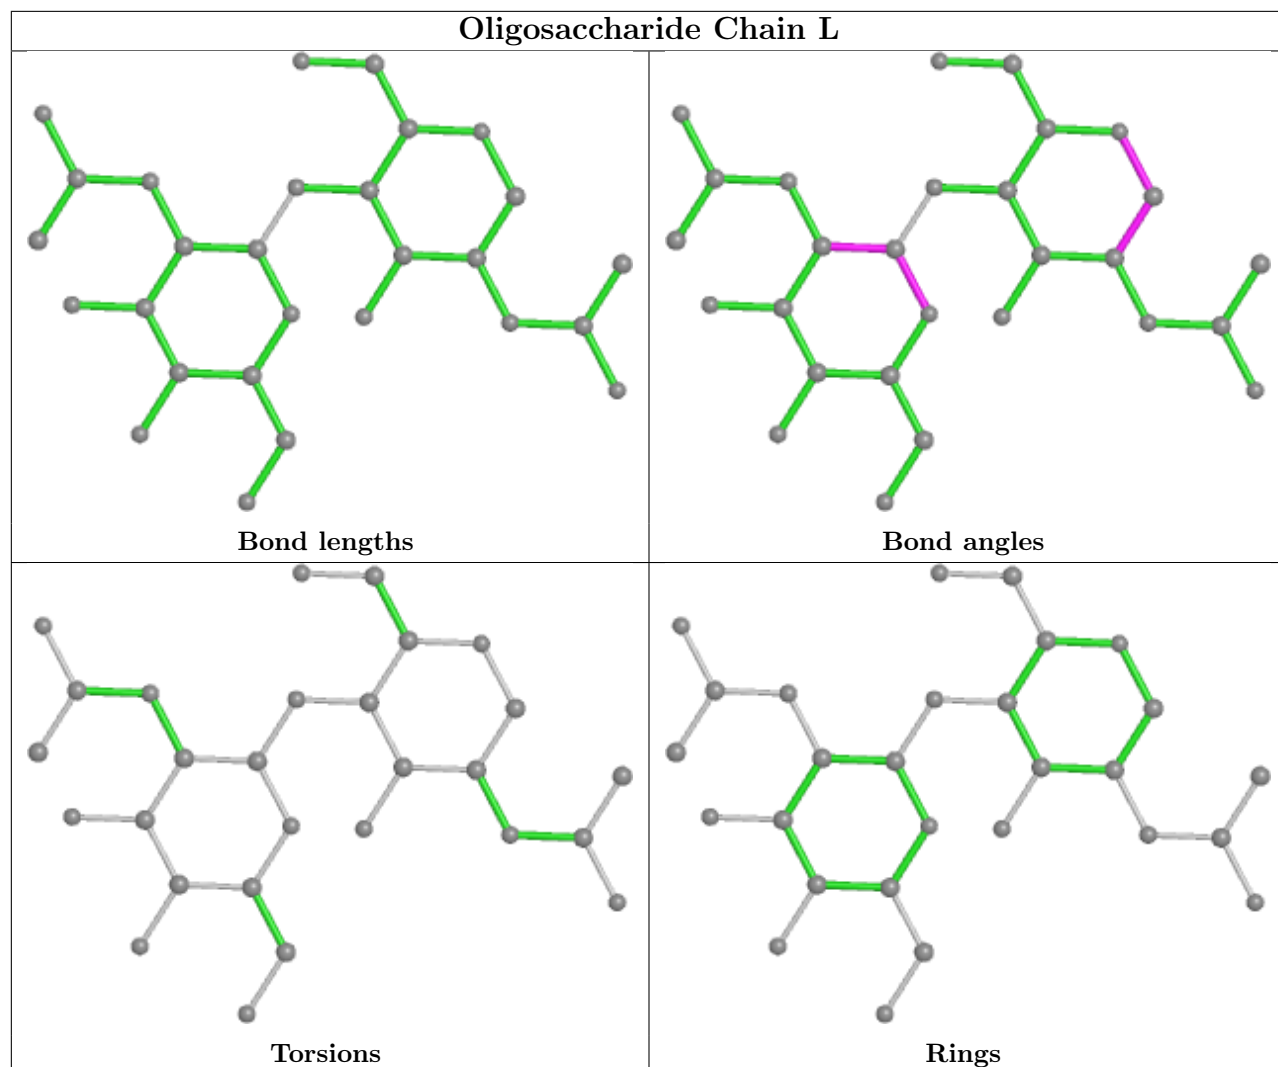 Oligosaccharide Chain L
Bond lengths
Bond angles
Torsions
Rings